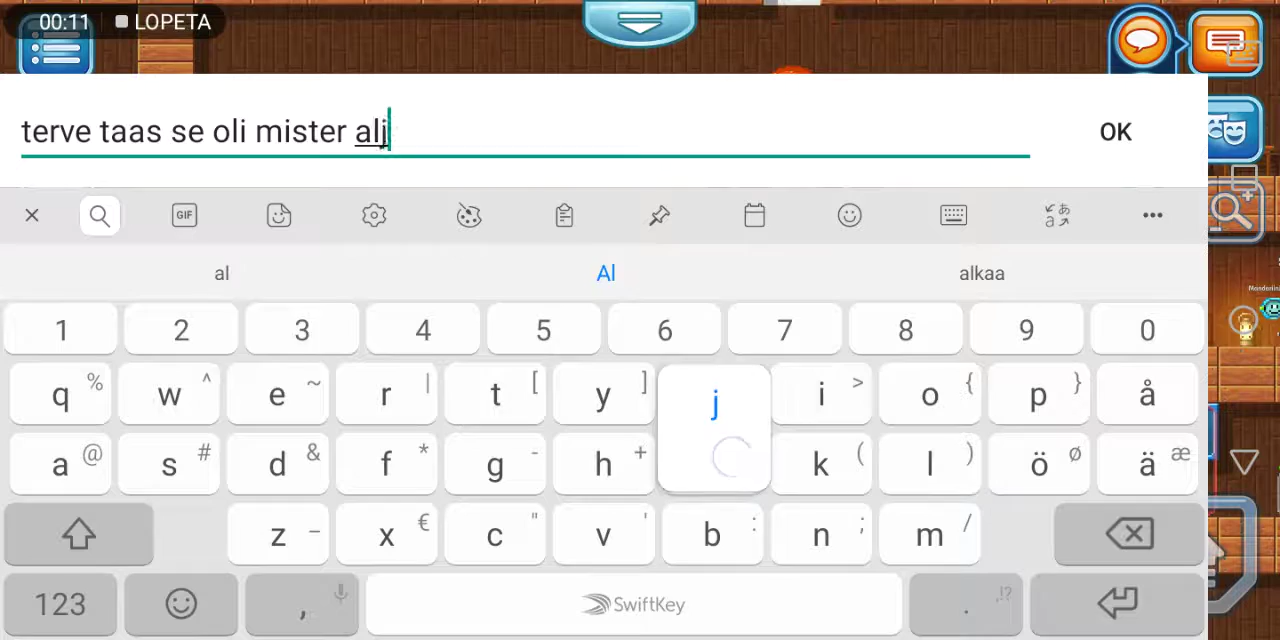 00:11 LOPETA
terve taas se oli mister alj
OK
GIF
al Al alkaa
1 2 3 4 5 6 7 8 9 0
q % w ^ e ~ r | t [ y ] j i > o { p } å
a @ s # d & f * g - h + k ( l ) ö ø ä æ
z _ x € c " v ' b : n ; m /
123 , SwiftKey . ,!?